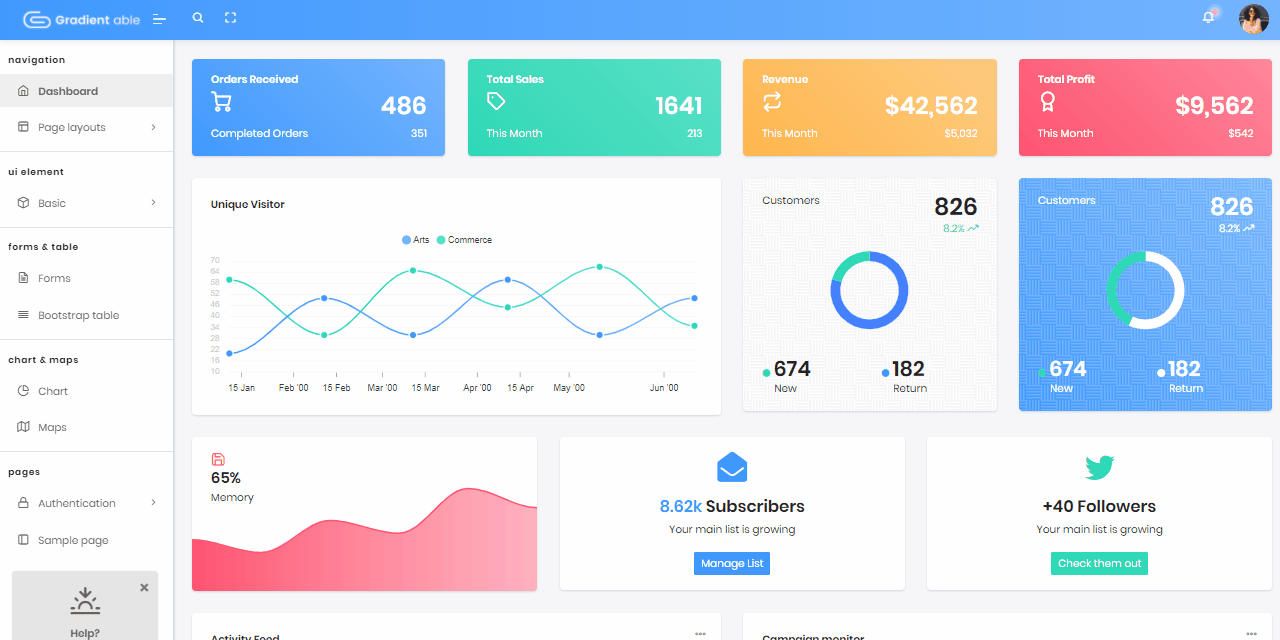 Gradient able
navigation
Dashboard
Page layouts
ui element
Basic
forms & table
Forms
Bootstrap table
chart & maps
Chart
Maps
pages
Authentication
Sample page
Help?
Orders Received
486
Completed Orders 351
Total Sales
1641
This Month 213
Revenue
$42,562
This Month $5,032
Total Profit
$9,562
This Month $542
Unique Visitor
Arts Commerce
70
64
58
52
46
40
34
28
22
16
10
15 Jan Feb '00 15 Feb Mar '00 15 Mar Apr '00 15 Apr May '00 Jun '00
Customers 826
8.2%
674 182
New Return
Customers 826
8.2%
674 182
New Return
65%
Memory
8.62k Subscribers
Your main list is growing
Manage List
+40 Followers
Your main list is growing
Check them out
Activity Feed
Campaign monitor